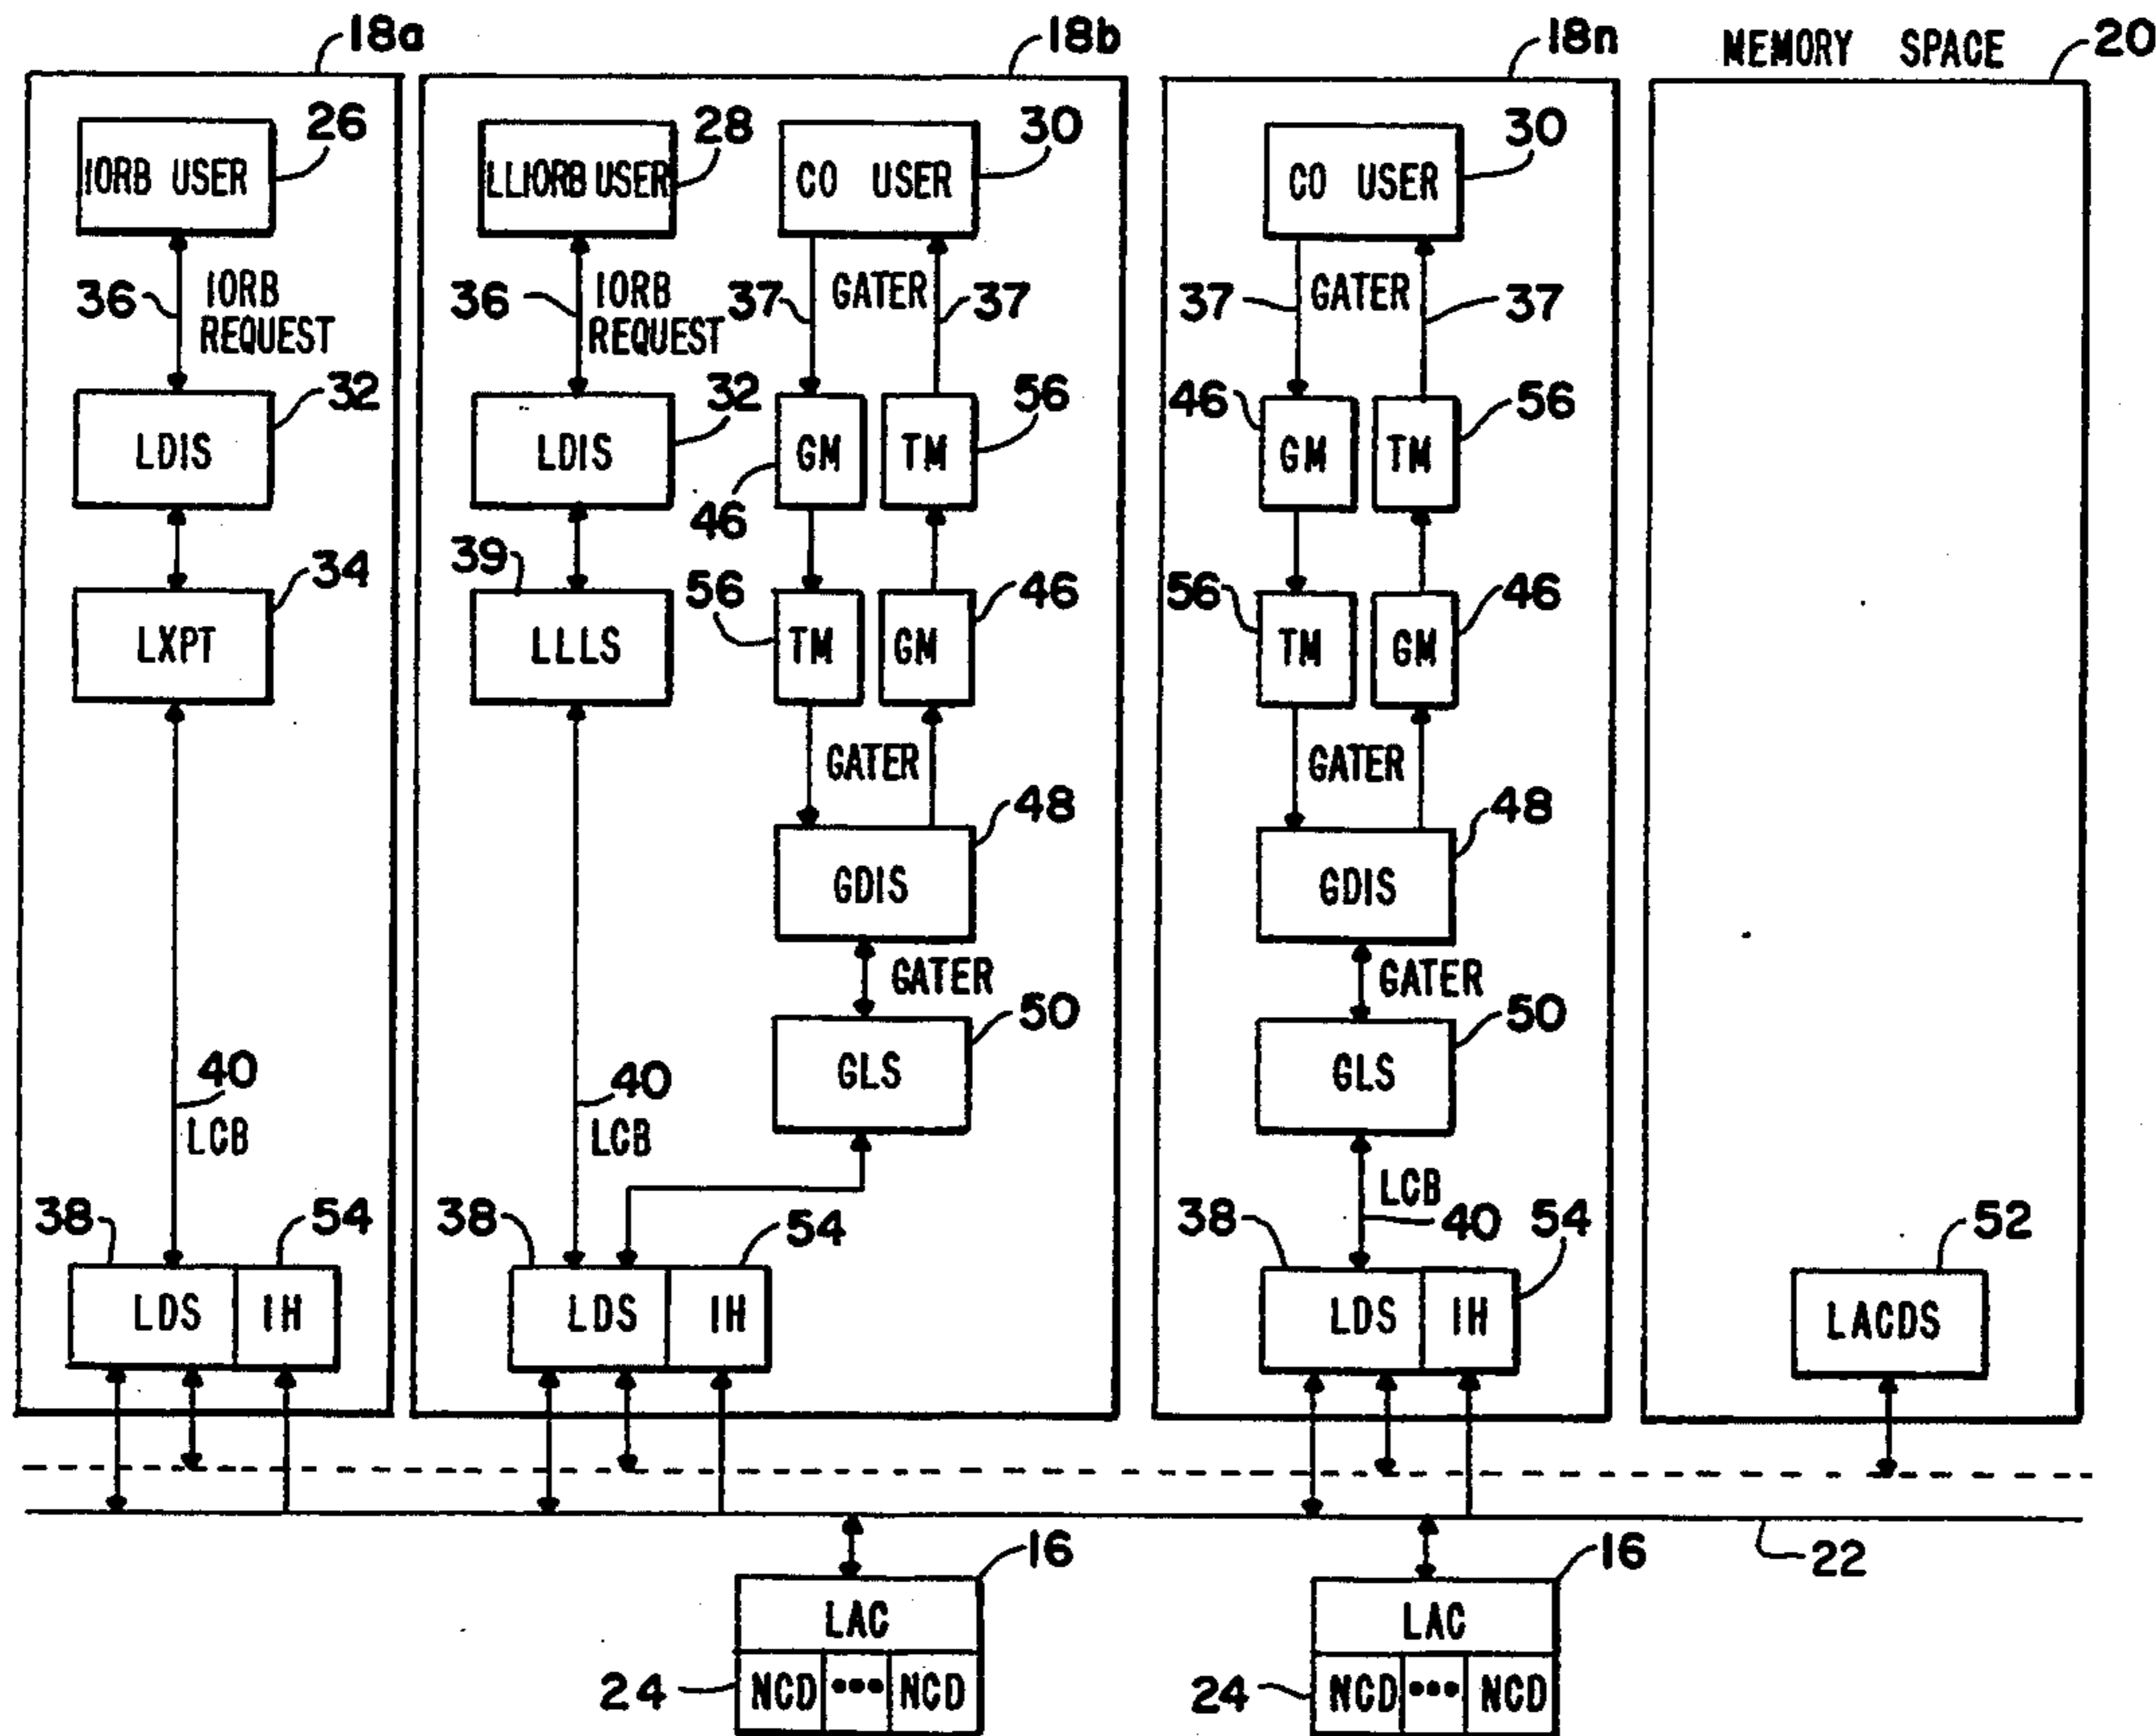 18a
18b
18n
MEMORY SPACE
20
IORB USER
26
LLIORB USER
28
CO USER
30
CO USER
30
36
IORB
REQUEST
36
IORB
REQUEST
37
GATER
37
37
GATER
37
LDIS
32
LDIS
32
GM
46
TM
56
46
GM
TM
56
LXPT
34
39
LLLS
56
TM
GM
46
56
TM
GM
46
GATER
GATER
GDIS
48
GDIS
48
GATER
GATER
GLS
50
GLS
50
40
LCB
40
LCB
LCB
40
38
LDS
IH
54
38
LDS
IH
54
38
LDS
IH
54
LACDS
52
22
16
LAC
24
NCD ••• NCD
16
LAC
24
NCD ••• NCD